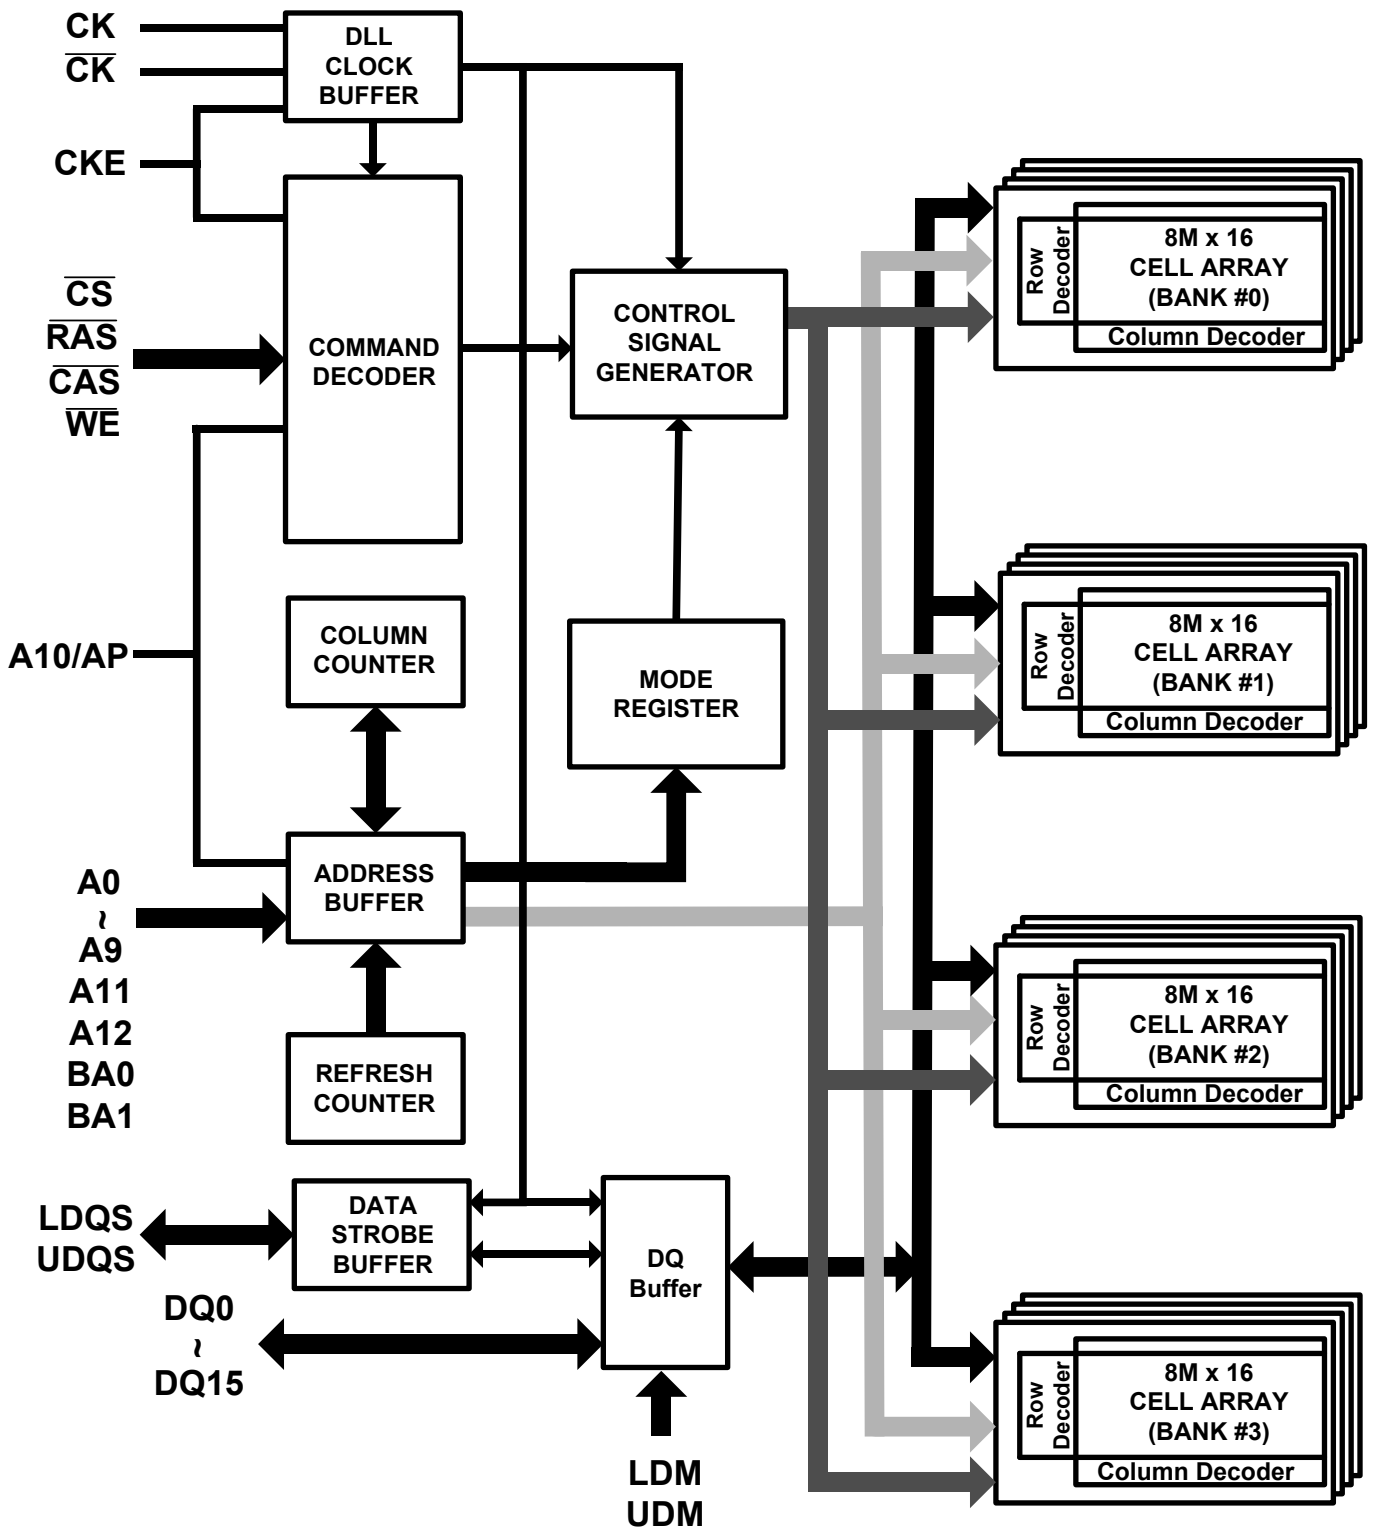 CK
CK
CKE
CS
RAS
CAS
WE
A10/AP
A0
~
A9
A11
A12
BA0
BA1
LDQS
UDQS
DQ0
~
DQ15
DLL
CLOCK
BUFFER
COMMAND
DECODER
COLUMN
COUNTER
ADDRESS
BUFFER
REFRESH
COUNTER
DATA
STROBE
BUFFER
CONTROL
SIGNAL
GENERATOR
MODE
REGISTER
DQ
Buffer
LDM
UDM
Row
Decoder
8M x 16
CELL ARRAY
(BANK #0)
Column Decoder
Row
Decoder
8M x 16
CELL ARRAY
(BANK #1)
Column Decoder
Row
Decoder
8M x 16
CELL ARRAY
(BANK #2)
Column Decoder
Row
Decoder
8M x 16
CELL ARRAY
(BANK #3)
Column Decoder